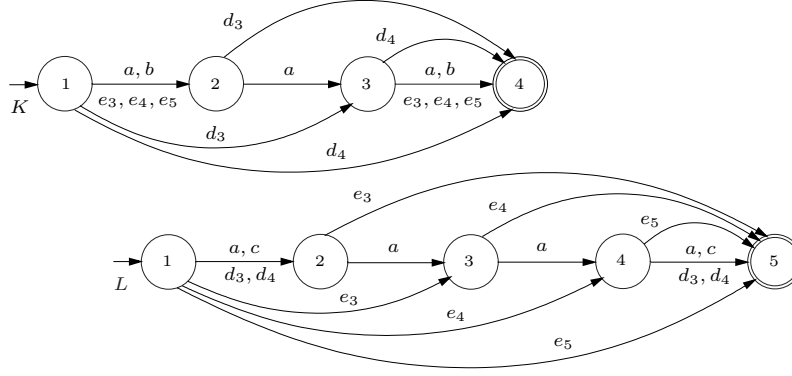 d₃
d₄
1
a, b
2
a
3
a, b
4
K
e₃, e₄, e₅
e₃, e₄, e₅
d₃
d₄
e₃
e₄
e₅
1
a, c
2
a
3
a
4
a, c
5
L
d₃, d₄
d₃, d₄
e₃
e₄
e₅